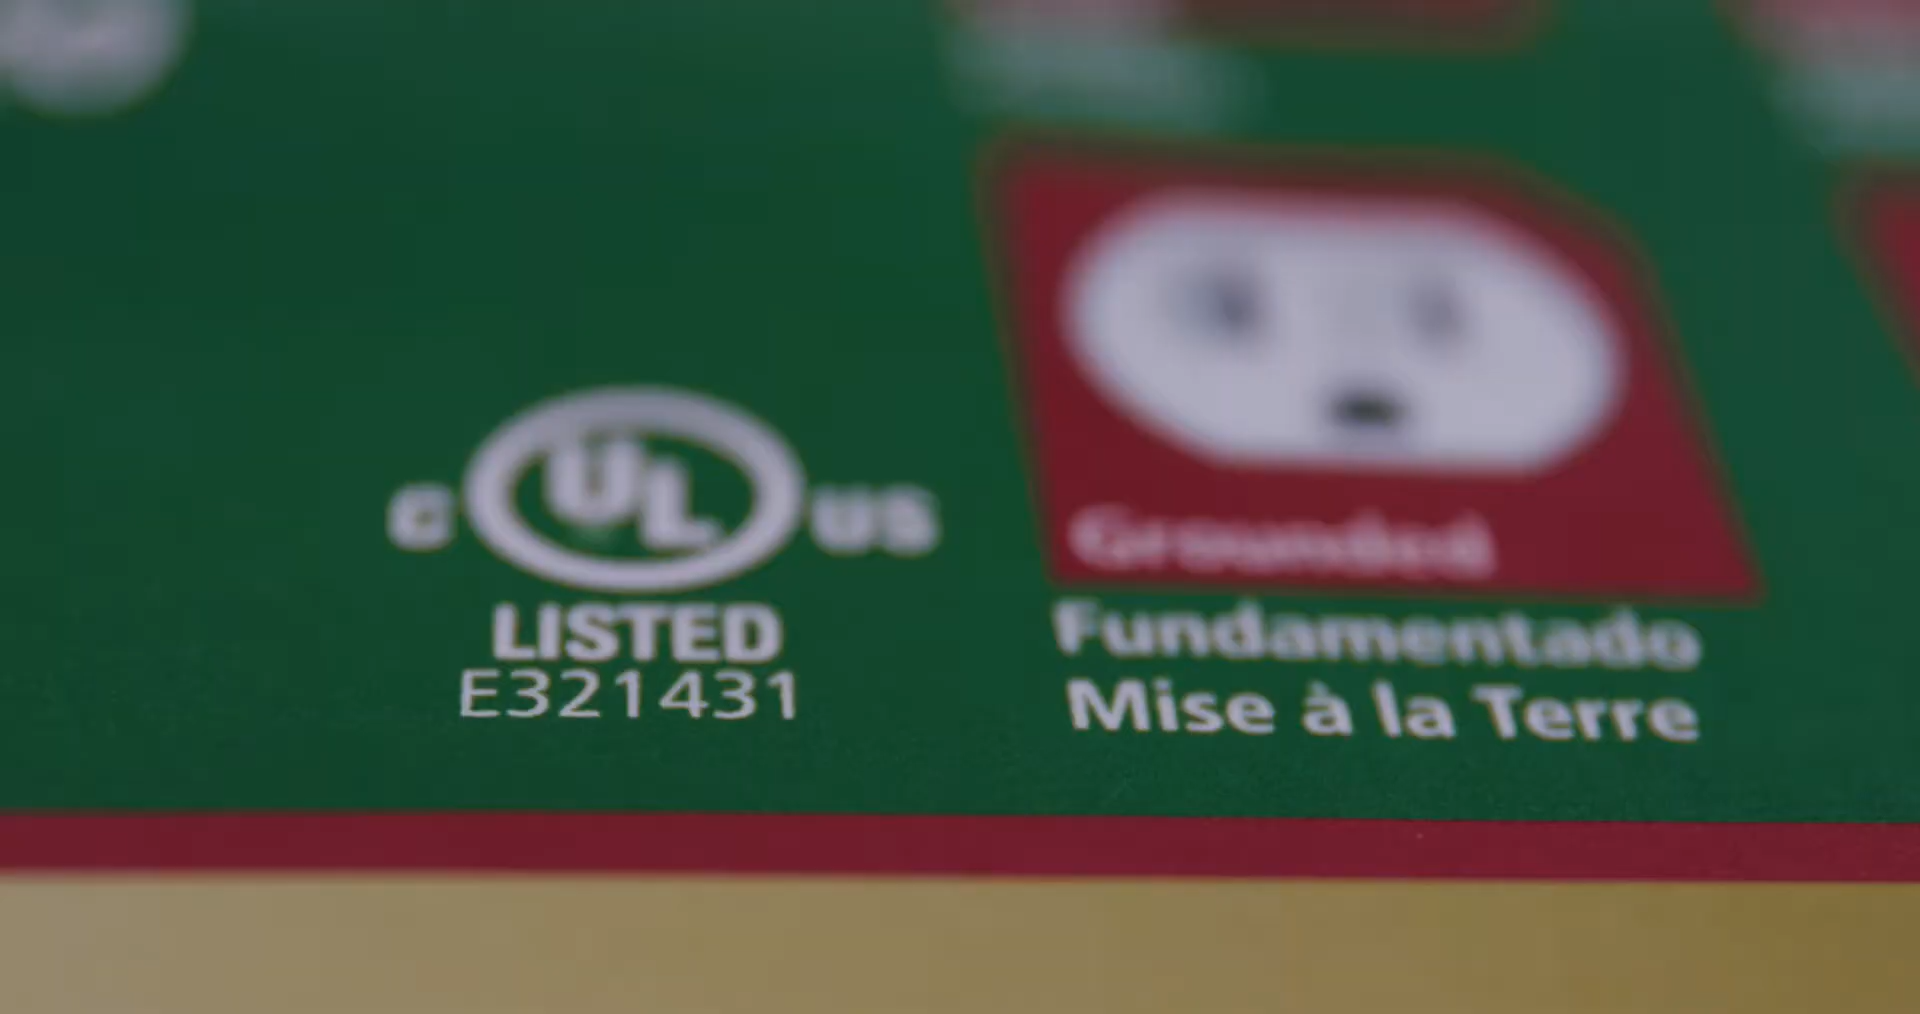 C UL US
LISTED
E321431
Grounded
Fundamentado
Mise à la Terre